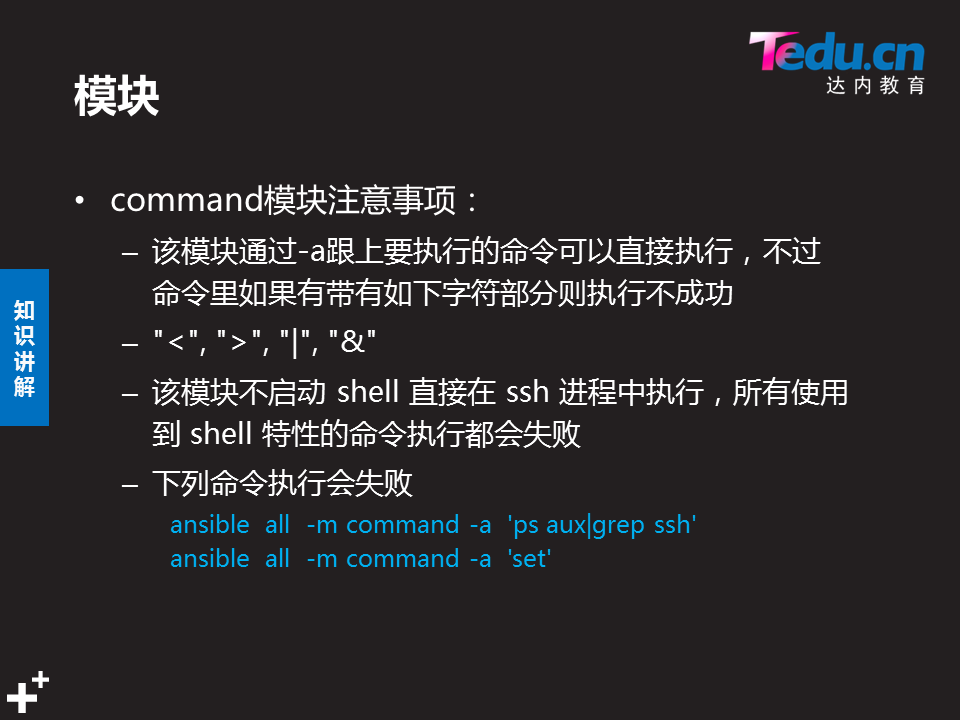 Tedu.cn
达内教育
模块
• command模块注意事项：
– 该模块通过-a跟上要执行的命令可以直接执行，不过
命令里如果有带有如下字符部分则执行不成功
– "<", ">", "|", "&"
– 该模块不启动 shell 直接在 ssh 进程中执行，所有使用
到 shell 特性的命令执行都会失败
– 下列命令执行会失败
ansible all -m command -a 'ps aux|grep ssh'
ansible all -m command -a 'set'
知识讲解